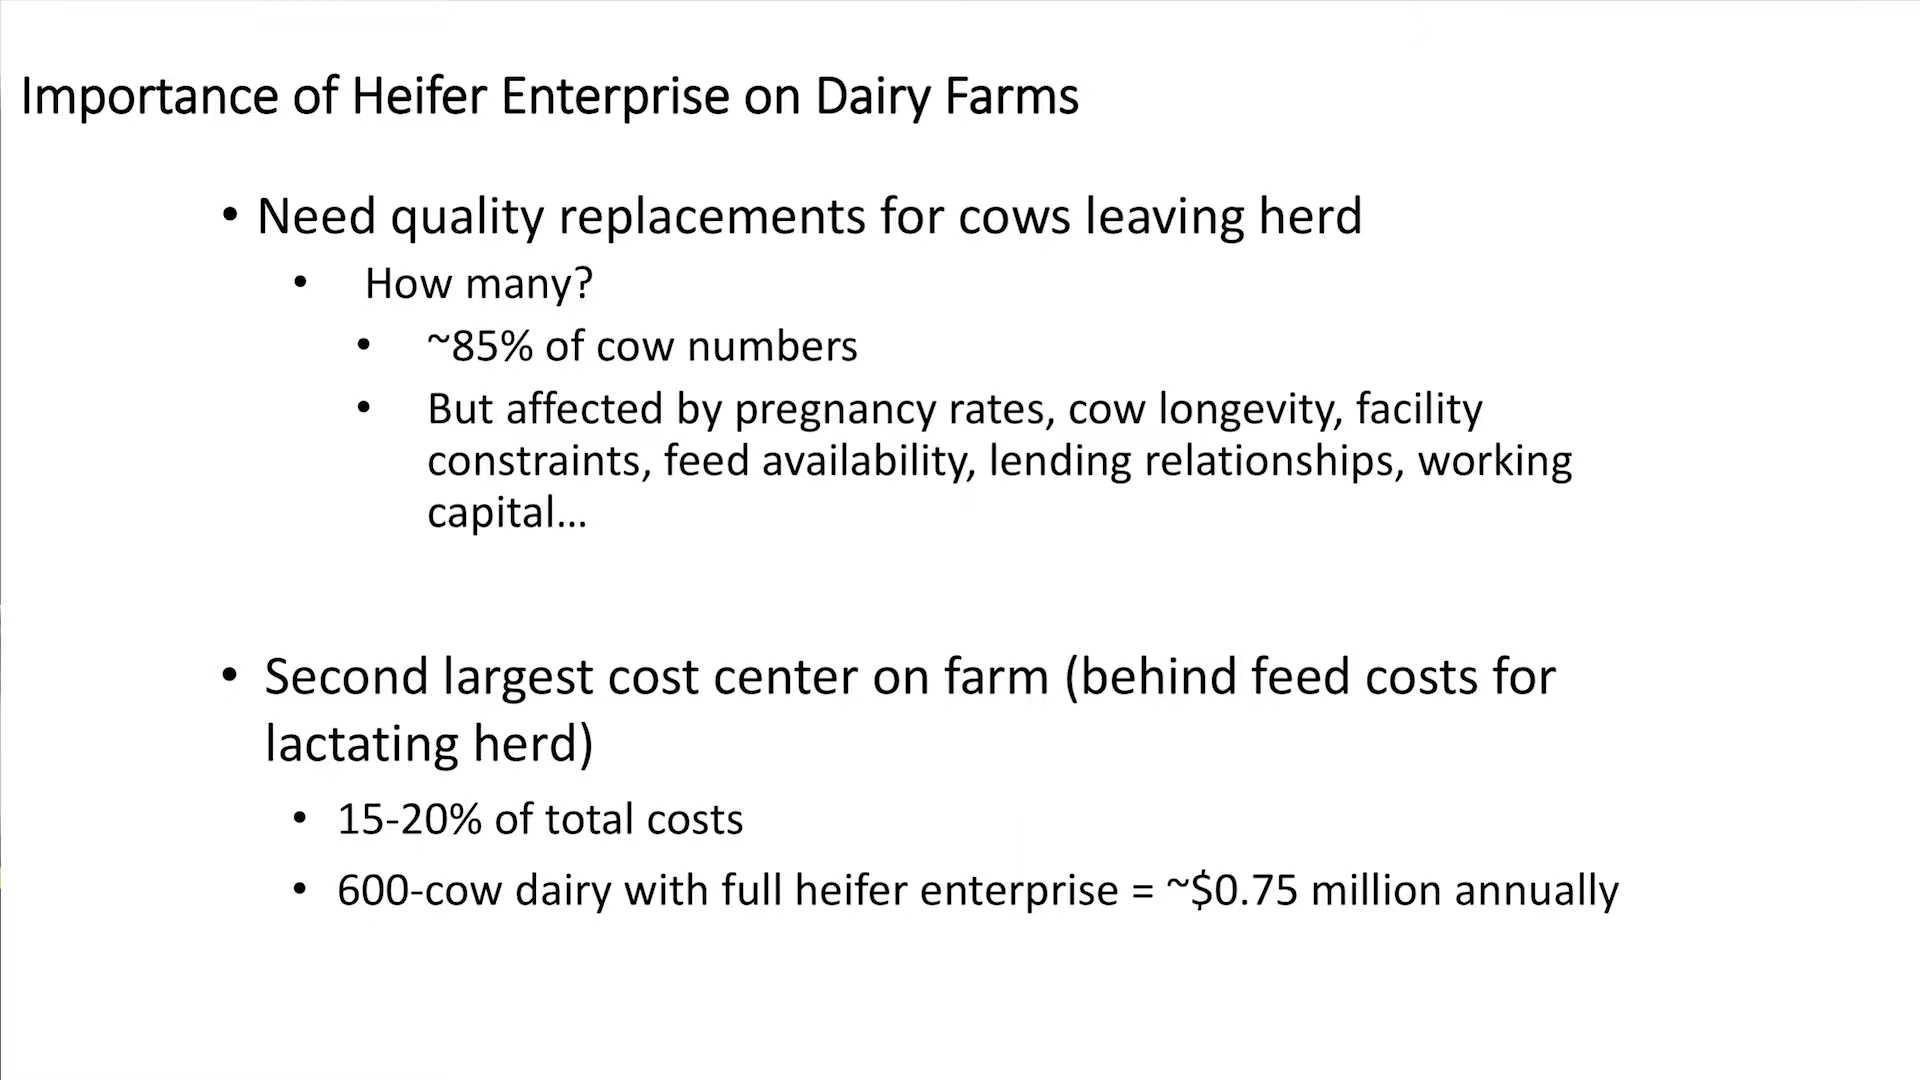 Importance of Heifer Enterprise on Dairy Farms
• Need quality replacements for cows leaving herd
• How many?
• ~85% of cow numbers
• But affected by pregnancy rates, cow longevity, facility
constraints, feed availability, lending relationships, working
capital…
• Second largest cost center on farm (behind feed costs for
lactating herd)
• 15-20% of total costs
• 600-cow dairy with full heifer enterprise = ~$0.75 million annually